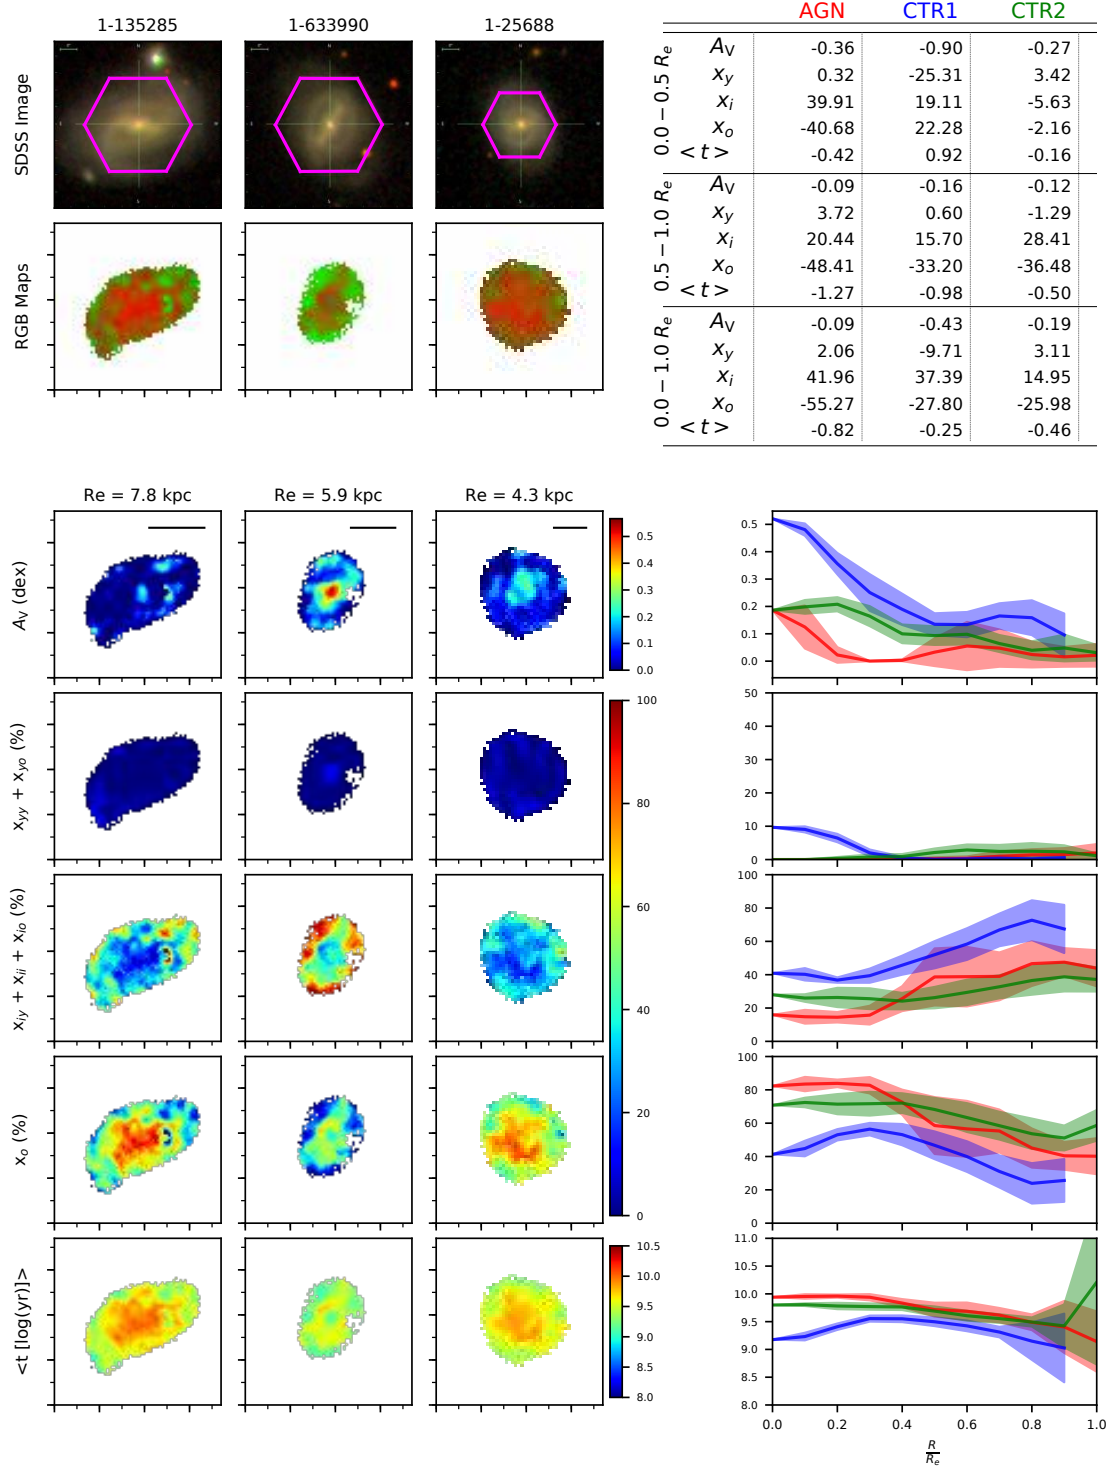 1-135285 1-633990 1-25688
SDSS Image
RGB Maps
AGN CTR1 CTR2
0.0 − 0.5 Re
AV -0.36 -0.90 -0.27
xy 0.32 -25.31 3.42
xi 39.91 19.11 -5.63
xo -40.68 22.28 -2.16
<t> -0.42 0.92 -0.16
0.5 − 1.0 Re
AV -0.09 -0.16 -0.12
xy 3.72 0.60 -1.29
xi 20.44 15.70 28.41
xo -48.41 -33.20 -36.48
<t> -1.27 -0.98 -0.50
0.0 − 1.0 Re
AV -0.09 -0.43 -0.19
xy 2.06 -9.71 3.11
xi 41.96 37.39 14.95
xo -55.27 -27.80 -25.98
<t> -0.82 -0.25 -0.46
Re = 7.8 kpc Re = 5.9 kpc Re = 4.3 kpc
AV (dex)
0.5
0.4
0.3
0.2
0.1
0.0
0.5
0.4
0.3
0.2
0.1
0.0
xyy + xyo (%)
100
80
60
40
20
0
50
40
30
20
10
0
xiy + xii + xio (%)
100
80
60
40
20
0
xo (%)
100
80
60
40
20
0
<t [log(yr)]>
10.5
10.0
9.5
9.0
8.5
8.0
11.0
10.5
10.0
9.5
9.0
8.5
8.0
0.0 0.2 0.4 0.6 0.8 1.0
R
Re